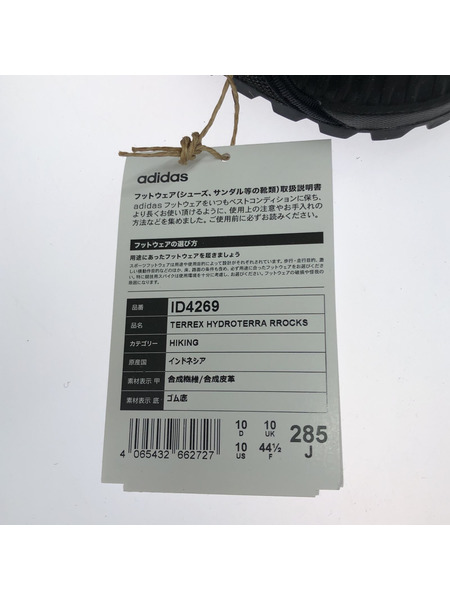 adidas
フットウェア(シューズ、サンダル等の靴類)取扱説明書
adidas フットウェアをいつもベストコンディションに保ち、
より長くお使い頂けるように、使用上の注意やお手入れの
方法などを集めました。ご使用前に必ずお読みください。
フットウェアの選び方
用途にあったフットウェアを履きましょう
品番 ID4269
品名 TERREX HYDROTERRA RROCKS
カテゴリー HIKING
原産国 インドネシア
素材表示 甲 合成繊維/合成皮革
素材表示 底 ゴム底
10 D 10 UK 285 J
10 US 44½ F
4 065432 662727